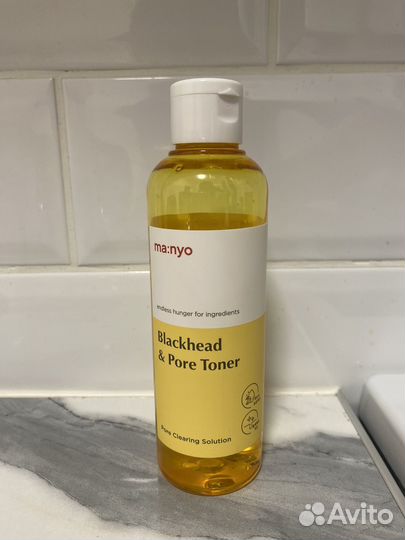 ma:nyo
endless hunger for ingredients
Blackhead
& Pore Toner
Pore Clearing Solution
Avito